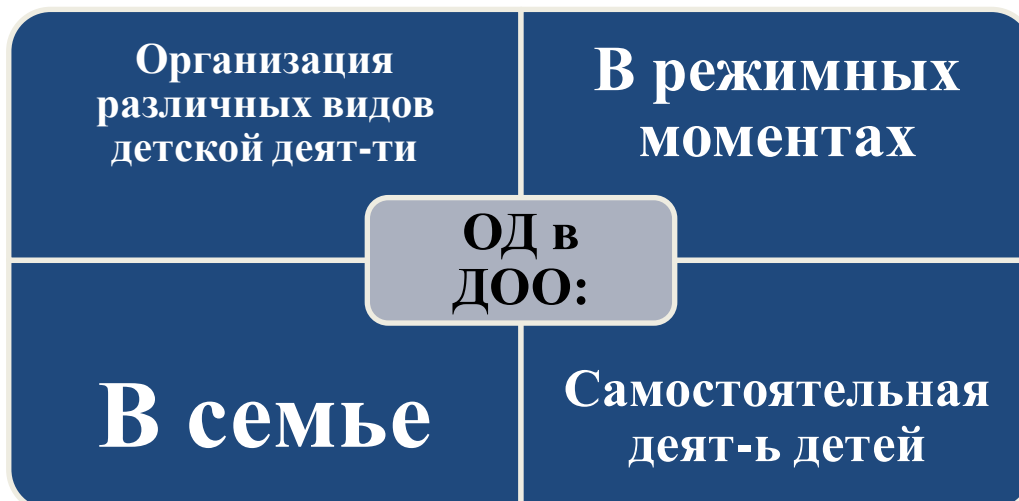 Организация
различных видов
детской деят-ти
В режимных
моментах
ОД в
ДОО:
В семье
Самостоятельная
деят-ь детей